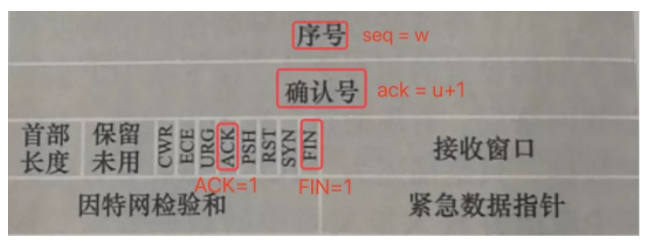 序号 seq = w
确认号 ack = u+1
首部长度 保留未用 CWR ECE URG ACK PSH RST SYN FIN 接收窗口
ACK=1 FIN=1
因特网检验和 紧急数据指针